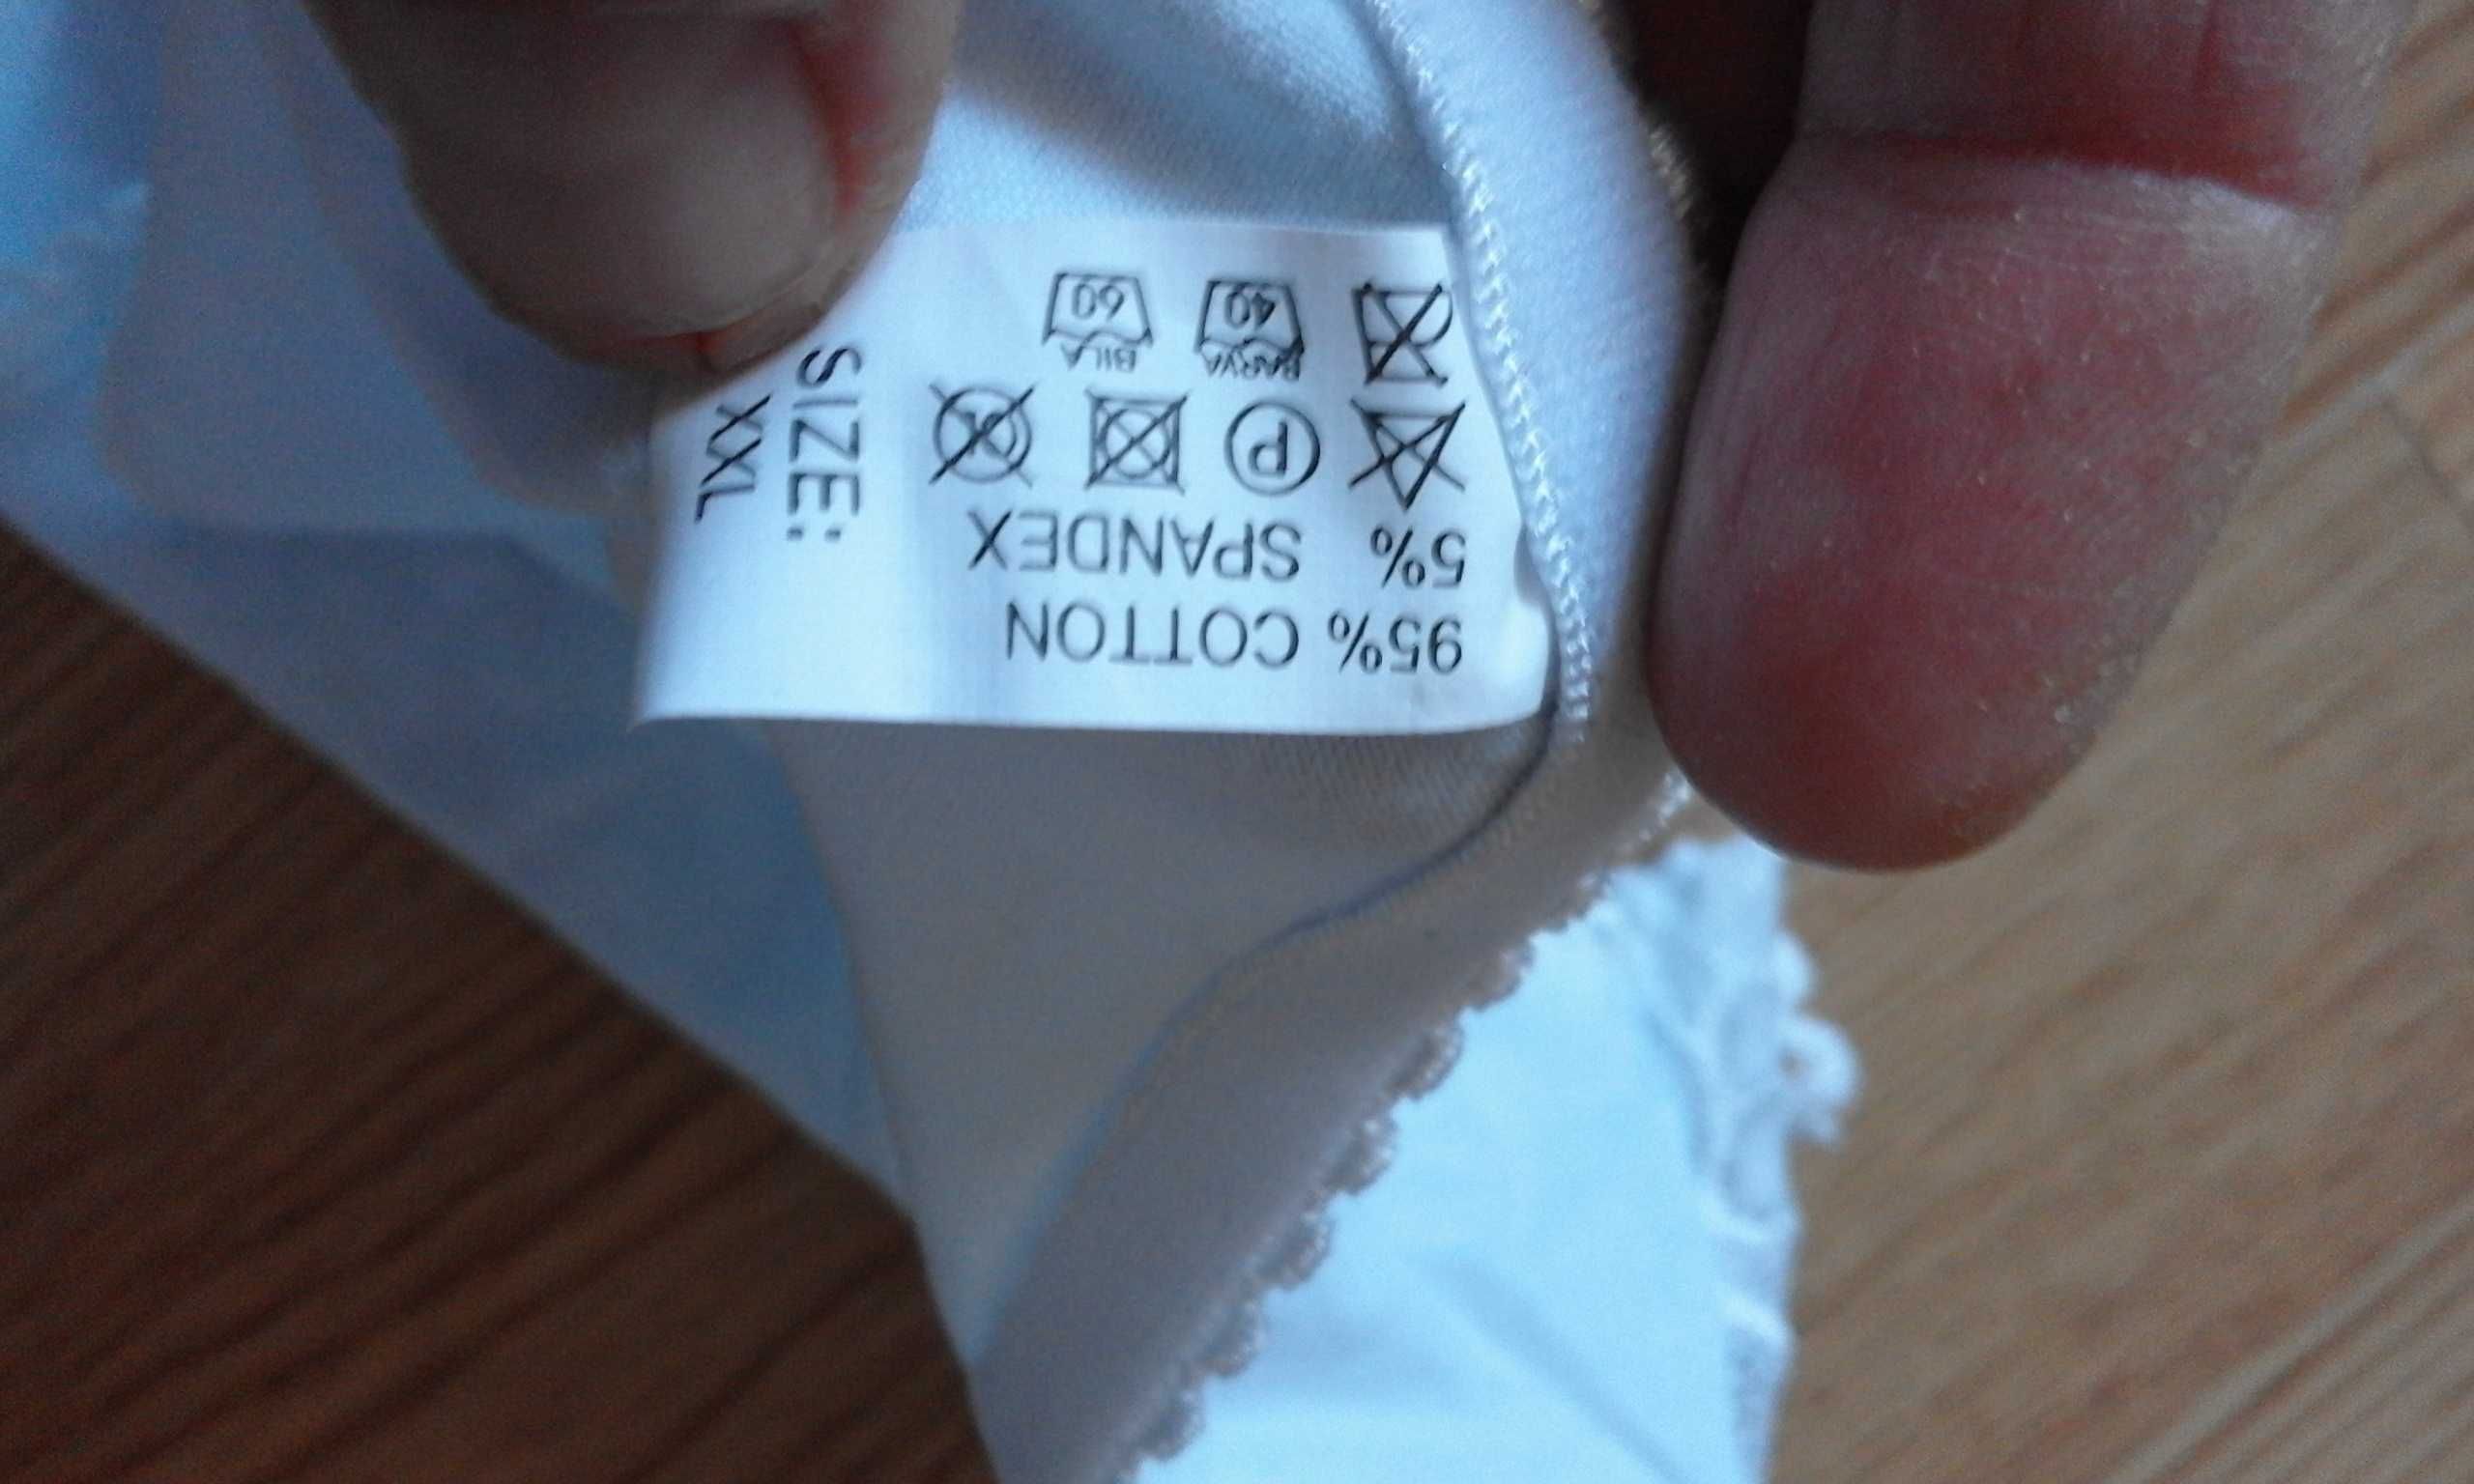 95% COTTON
5% SPANDEX
P
BARVA
40
BILA
60
SIZE:
XXL